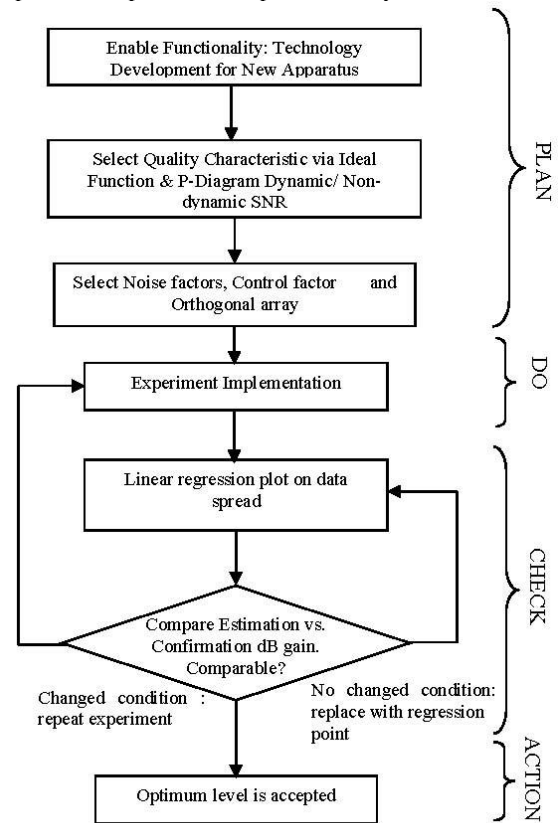 Enable Functionality: Technology
Development for New Apparatus
PLAN
Select Quality Characteristic via Ideal
Function & P-Diagram Dynamic/ Non-
dynamic SNR
Select Noise factors, Control factor and
Orthogonal array
DO
Experiment Implementation
Linear regression plot on data
spread
CHECK
Compare Estimation vs.
Confirmation dB gain.
Comparable?
Changed condition :
repeat experiment
No changed condition:
replace with regression
point
ACTION
Optimum level is accepted